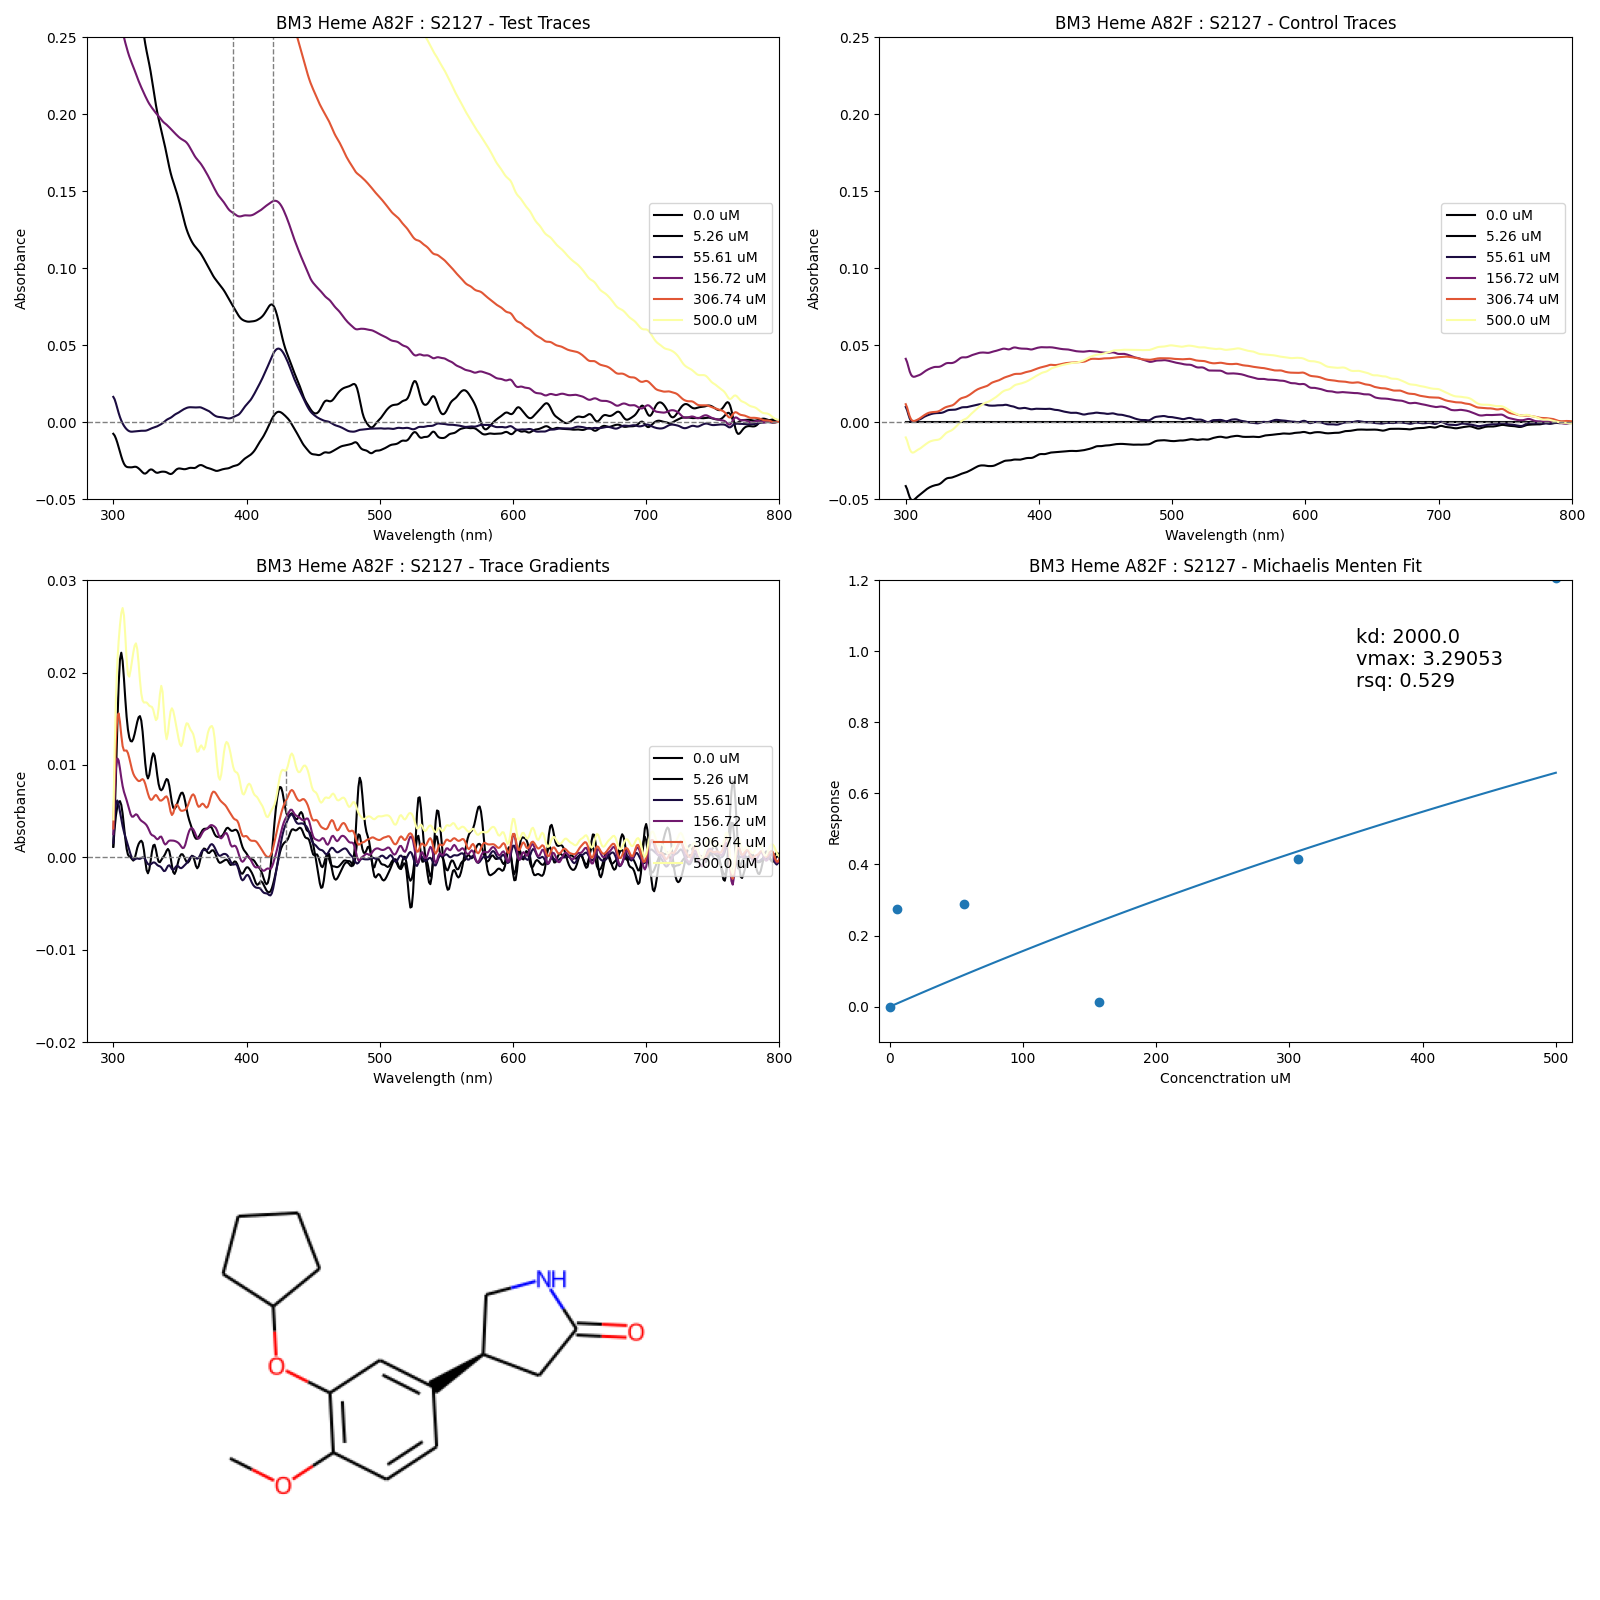 BM3 Heme A82F : S2127 - Test Traces
0.25
0.20
0.15
0.10
0.05
0.00
−0.05
Absorbance
300 400 500 600 700 800
Wavelength (nm)
0.0 uM
5.26 uM
55.61 uM
156.72 uM
306.74 uM
500.0 uM
BM3 Heme A82F : S2127 - Control Traces
0.25
0.20
0.15
0.10
0.05
0.00
−0.05
Absorbance
300 400 500 600 700 800
Wavelength (nm)
0.0 uM
5.26 uM
55.61 uM
156.72 uM
306.74 uM
500.0 uM
BM3 Heme A82F : S2127 - Trace Gradients
0.03
0.02
0.01
0.00
−0.01
−0.02
Absorbance
300 400 500 600 700 800
Wavelength (nm)
0.0 uM
5.26 uM
55.61 uM
156.72 uM
306.74 uM
500.0 uM
BM3 Heme A82F : S2127 - Michaelis Menten Fit
1.2
1.0
0.8
0.6
0.4
0.2
0.0
Response
kd: 2000.0
vmax: 3.29053
rsq: 0.529
0 100 200 300 400 500
Concenctration uM
NH
O
O
O